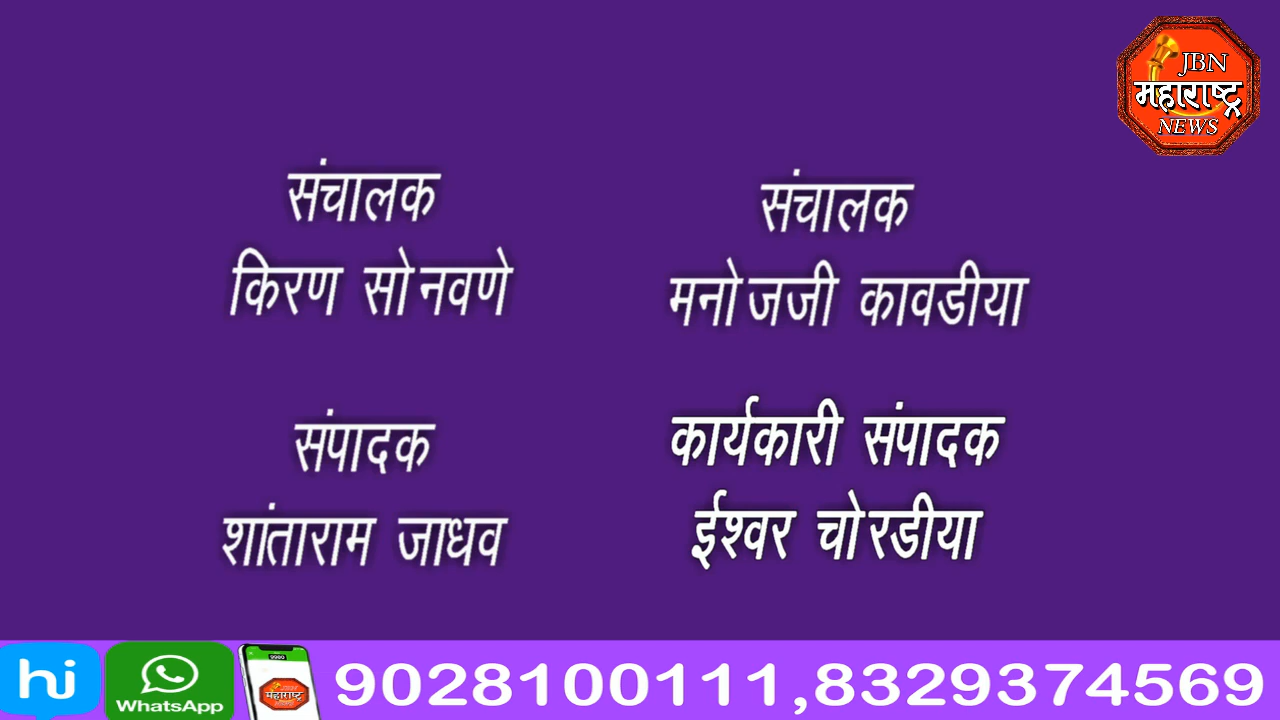 JBN
महाराष्ट्र
NEWS
संचालक
किरण सोनवणे
संचालक
मनोजजी कावडीया
संपादक
शांताराम जाधव
कार्यकारी संपादक
ईश्वर चोरडीया
hi
WhatsApp
महाराष्ट्र
9028100111,8329374569